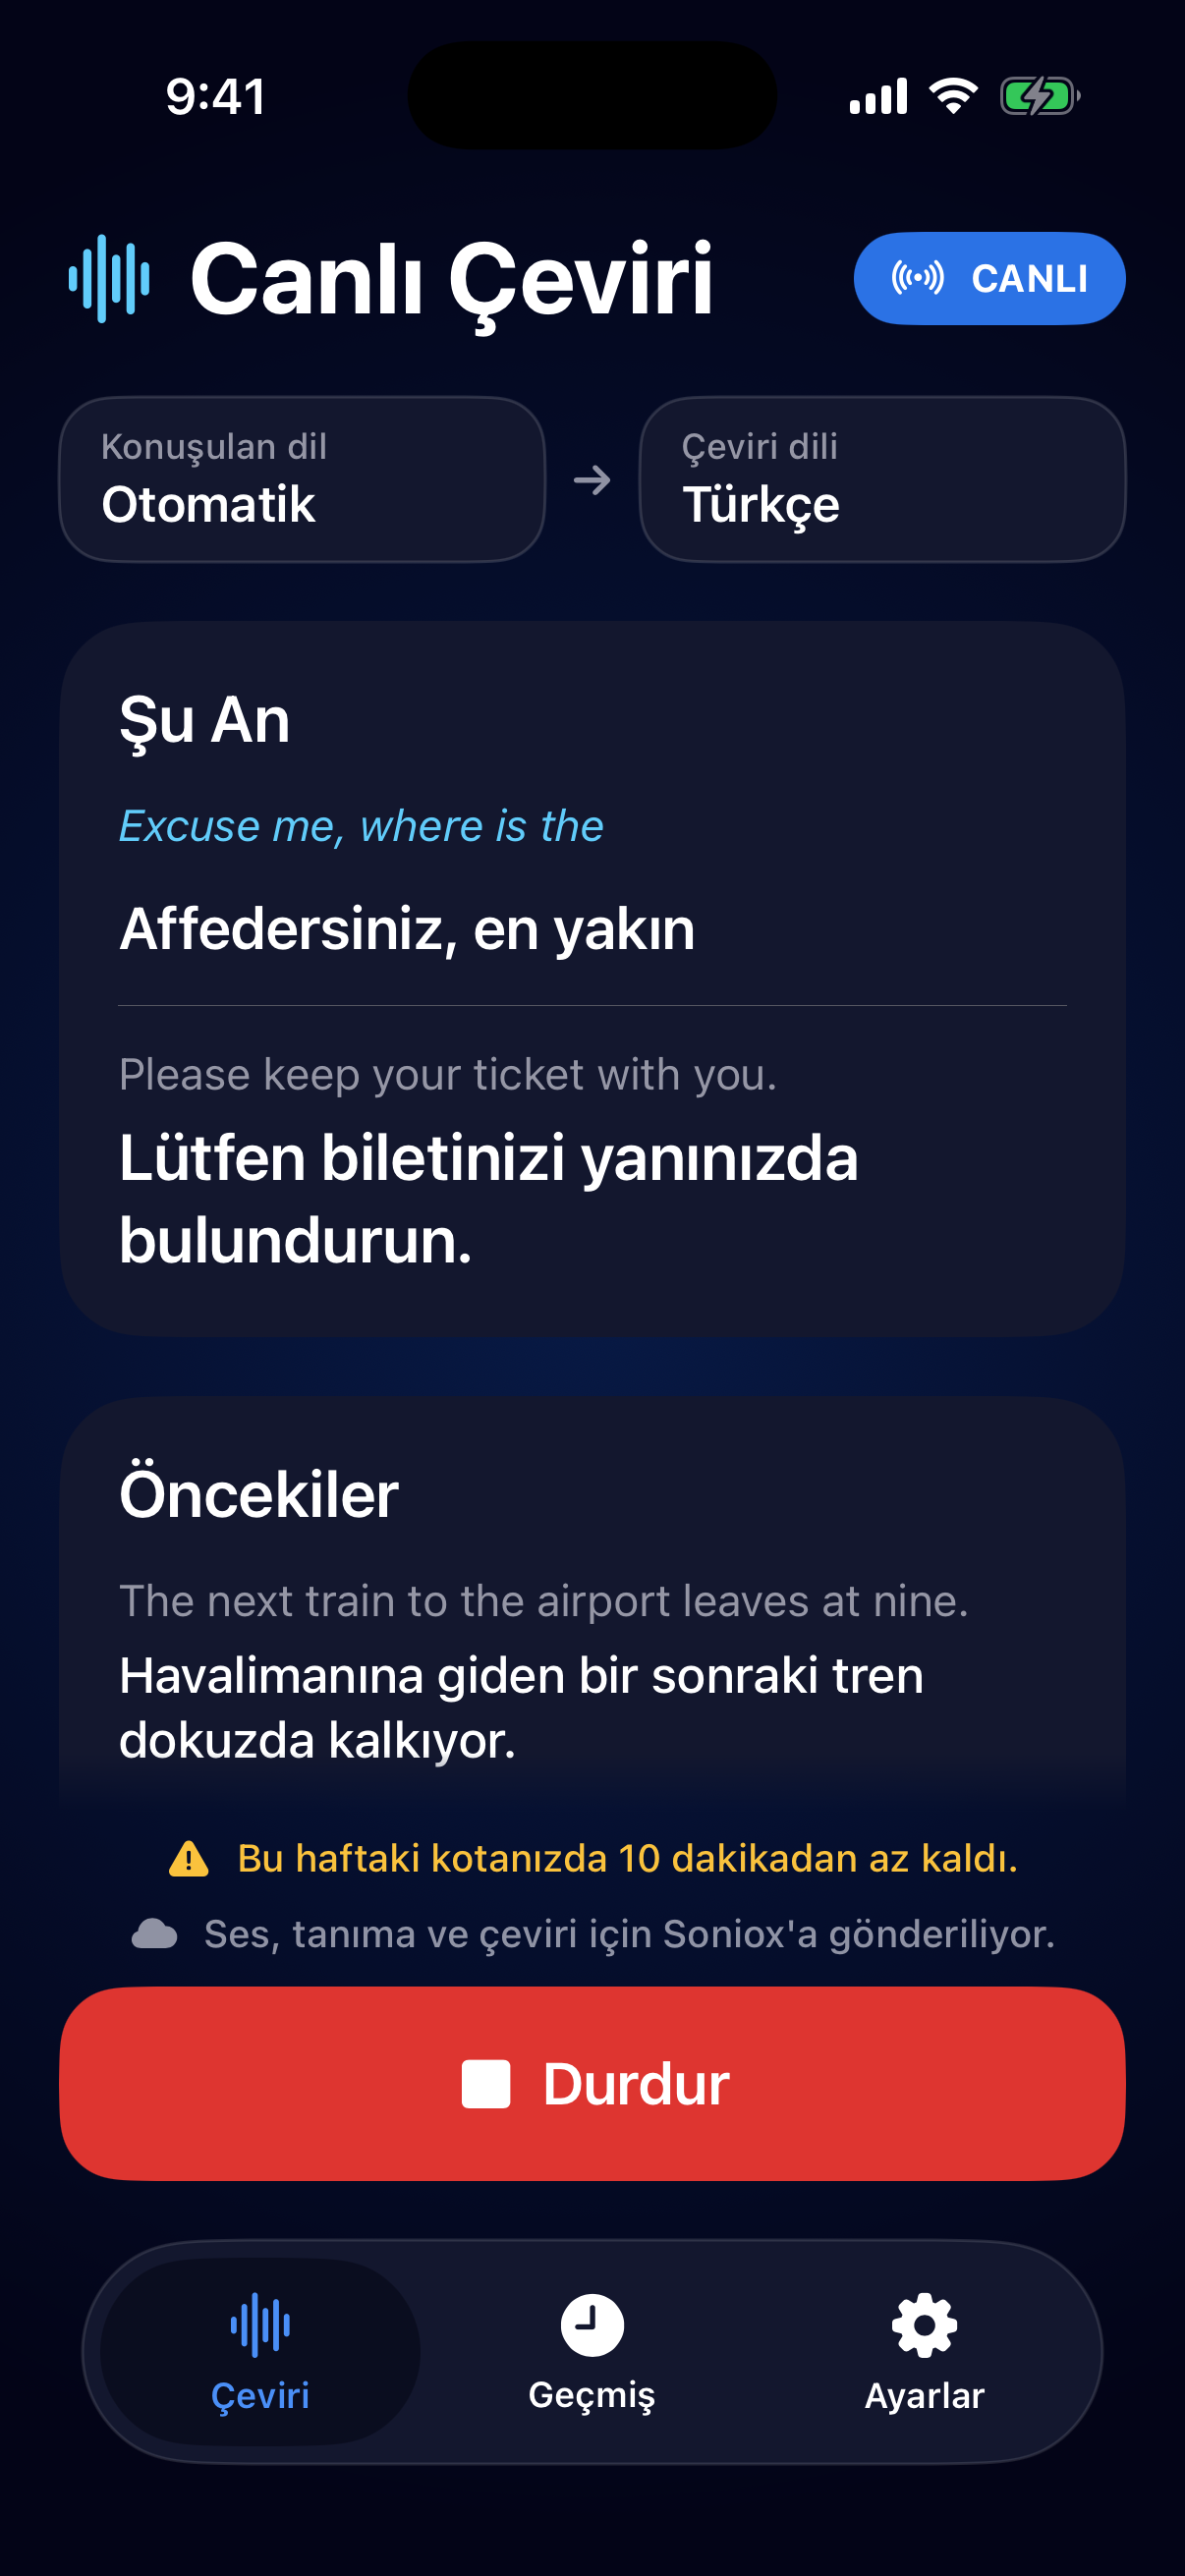 9:41
Canlı Çeviri
CANLI
Konuşulan dil
Otomatik
Çeviri dili
Türkçe
Şu An
Excuse me, where is the
Affedersiniz, en yakın
Please keep your ticket with you.
Lütfen biletinizi yanınızda
bulundurun.
Öncekiler
The next train to the airport leaves at nine.
Havalimanına giden bir sonraki tren
dokuzda kalkıyor.
Bu haftaki kotanızda 10 dakikadan az kaldı.
Ses, tanıma ve çeviri için Soniox'a gönderiliyor.
Durdur
Çeviri
Geçmiş
Ayarlar